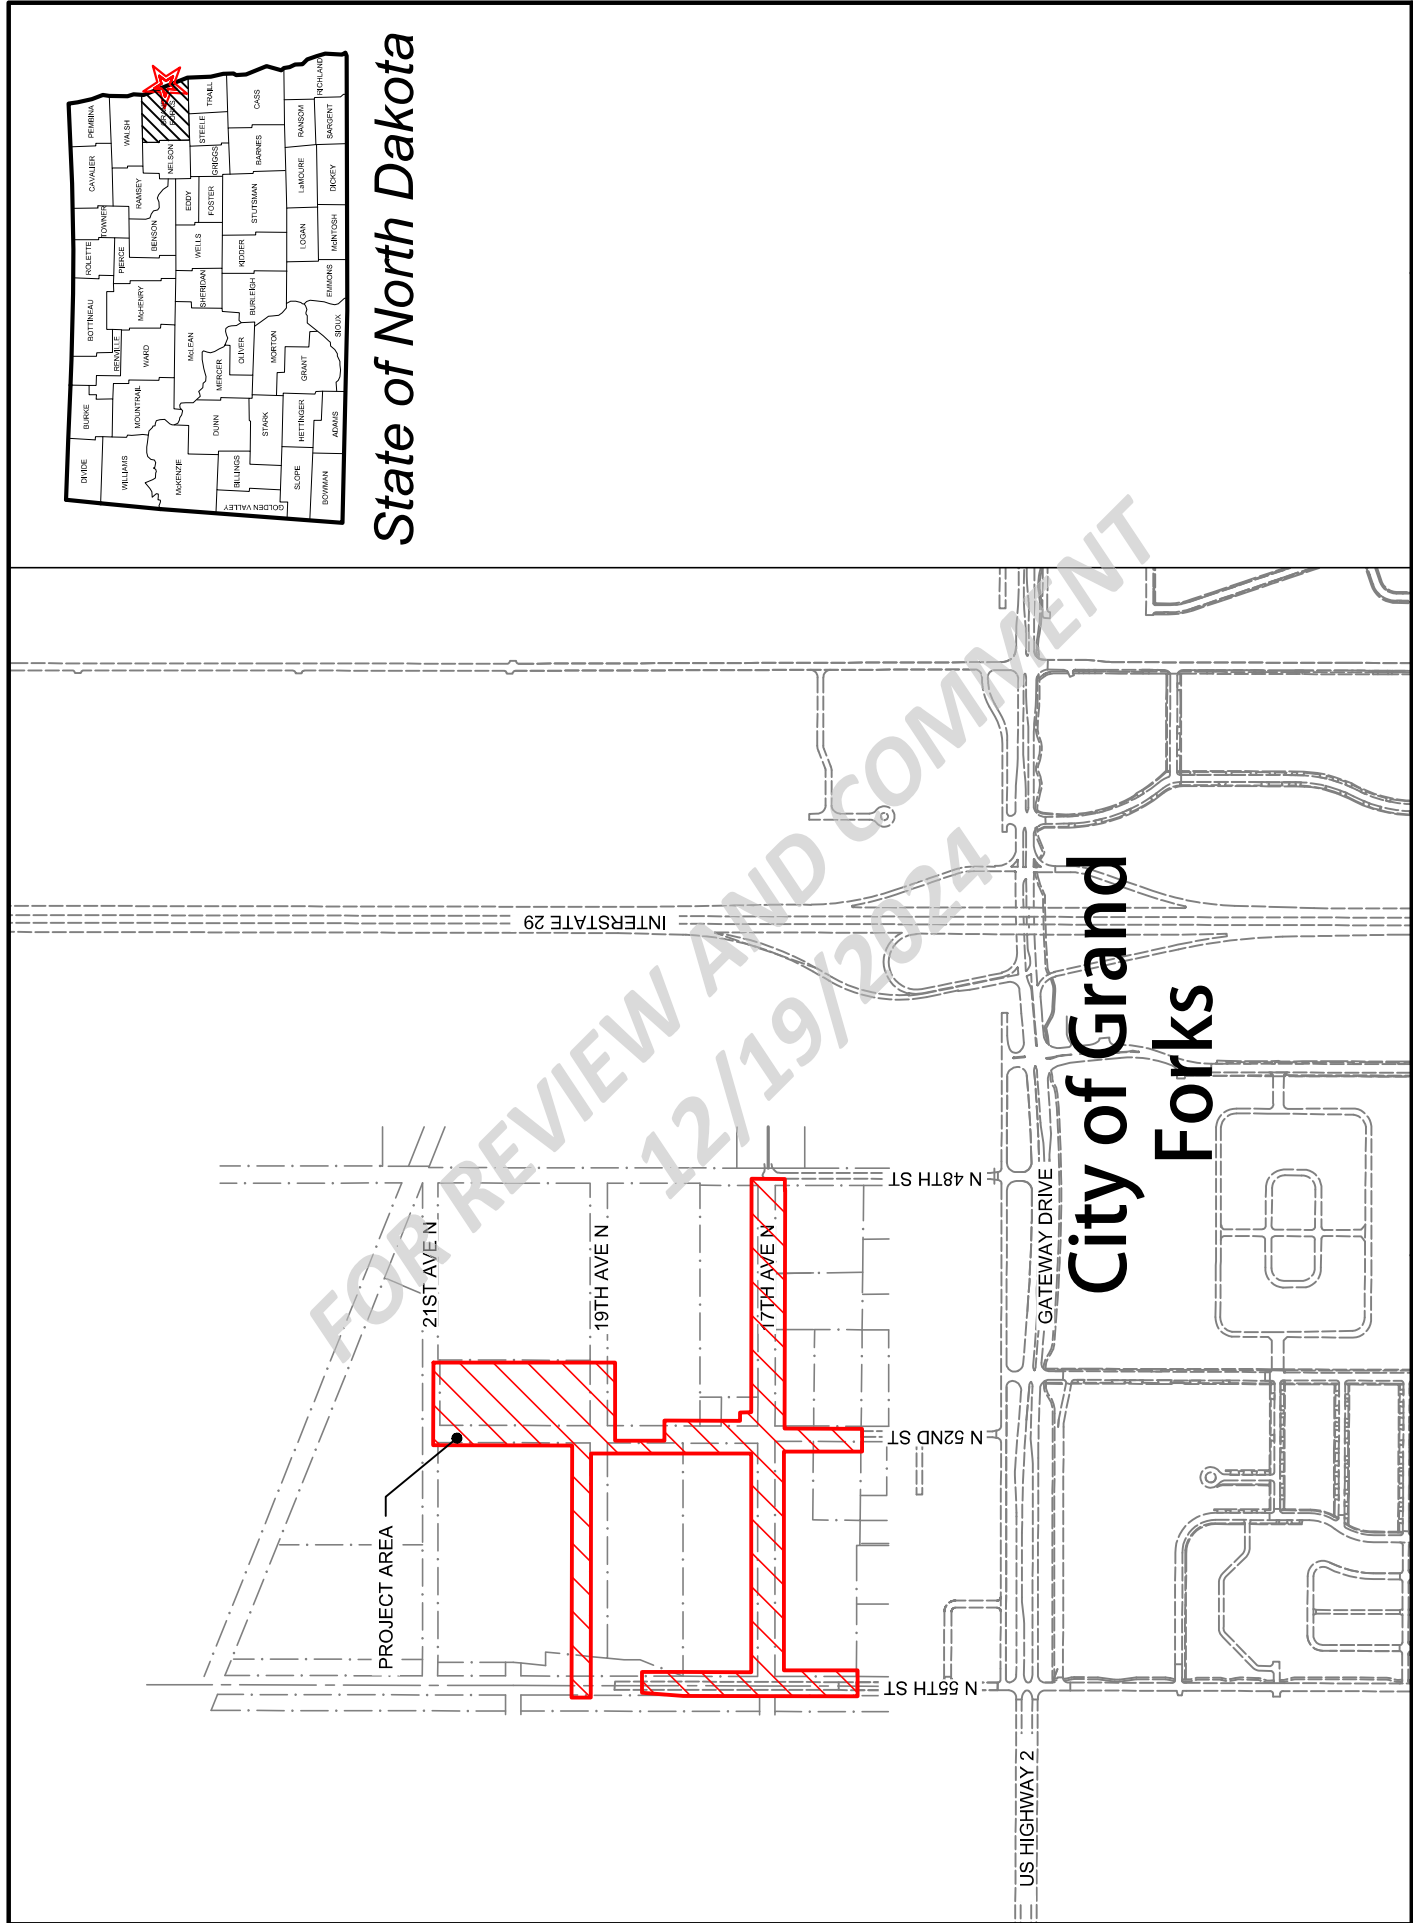 DIVIDE
BURKE
BOTTINEAU
ROLETTE
TOWNER
CAVALIER
PEMBINA
WILLIAMS
MOUNTRAIL
RENVILLE
WARD
McHENRY
PIERCE
RAMSEY
WALSH
BENSON
NELSON
GRAND
FORKS
McKENZIE
McLEAN
SHERIDAN
WELLS
EDDY
FOSTER
GRIGGS
STEELE
TRAILL
DUNN
MERCER
OLIVER
BILLINGS
GOLDEN VALLEY
STARK
MORTON
BURLEIGH
KIDDER
STUTSMAN
BARNES
CASS
SLOPE
HETTINGER
GRANT
LOGAN
LaMOURE
RANSOM
RICHLAND
BOWMAN
ADAMS
SIOUX
EMMONS
McINTOSH
DICKEY
SARGENT
State of North Dakota
FOR REVIEW AND COMMENT
12/19/2024
INTERSTATE 29
PROJECT AREA
21ST AVE N
19TH AVE N
17TH AVE N
N 48TH ST
N 52ND ST
N 55TH ST
GATEWAY DRIVE
US HIGHWAY 2
City of Grand
Forks